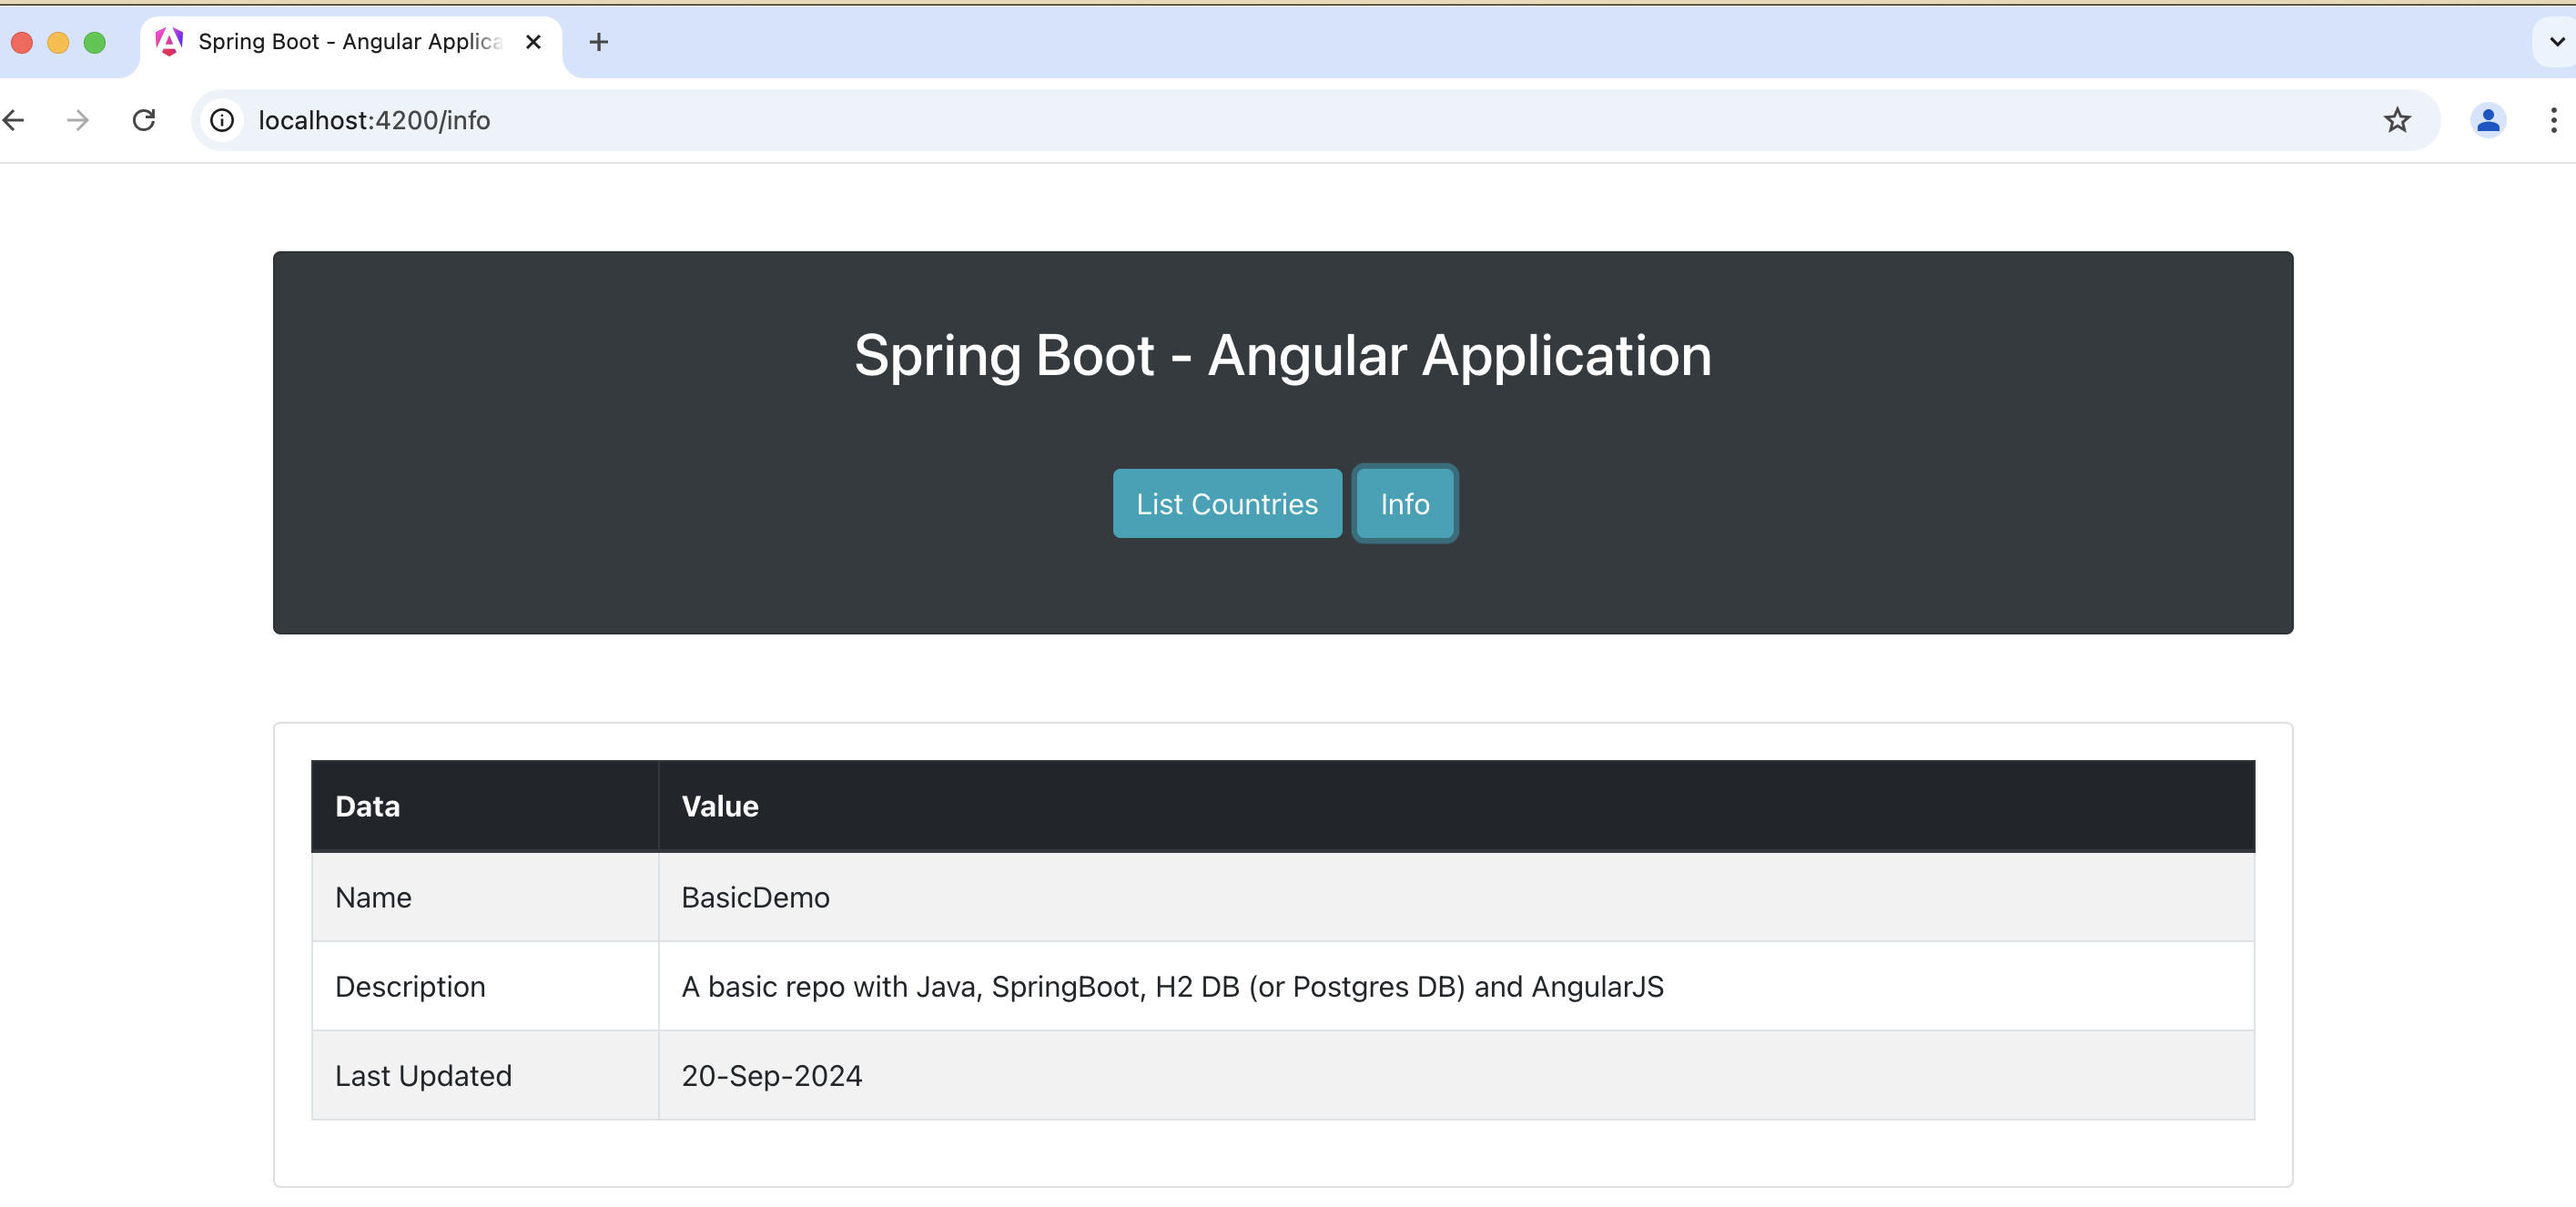 Spring Boot - Angular Applica
localhost:4200/info
Spring Boot - Angular Application
List Countries Info
Data Value
Name BasicDemo
Description A basic repo with Java, SpringBoot, H2 DB (or Postgres DB) and AngularJS
Last Updated 20-Sep-2024